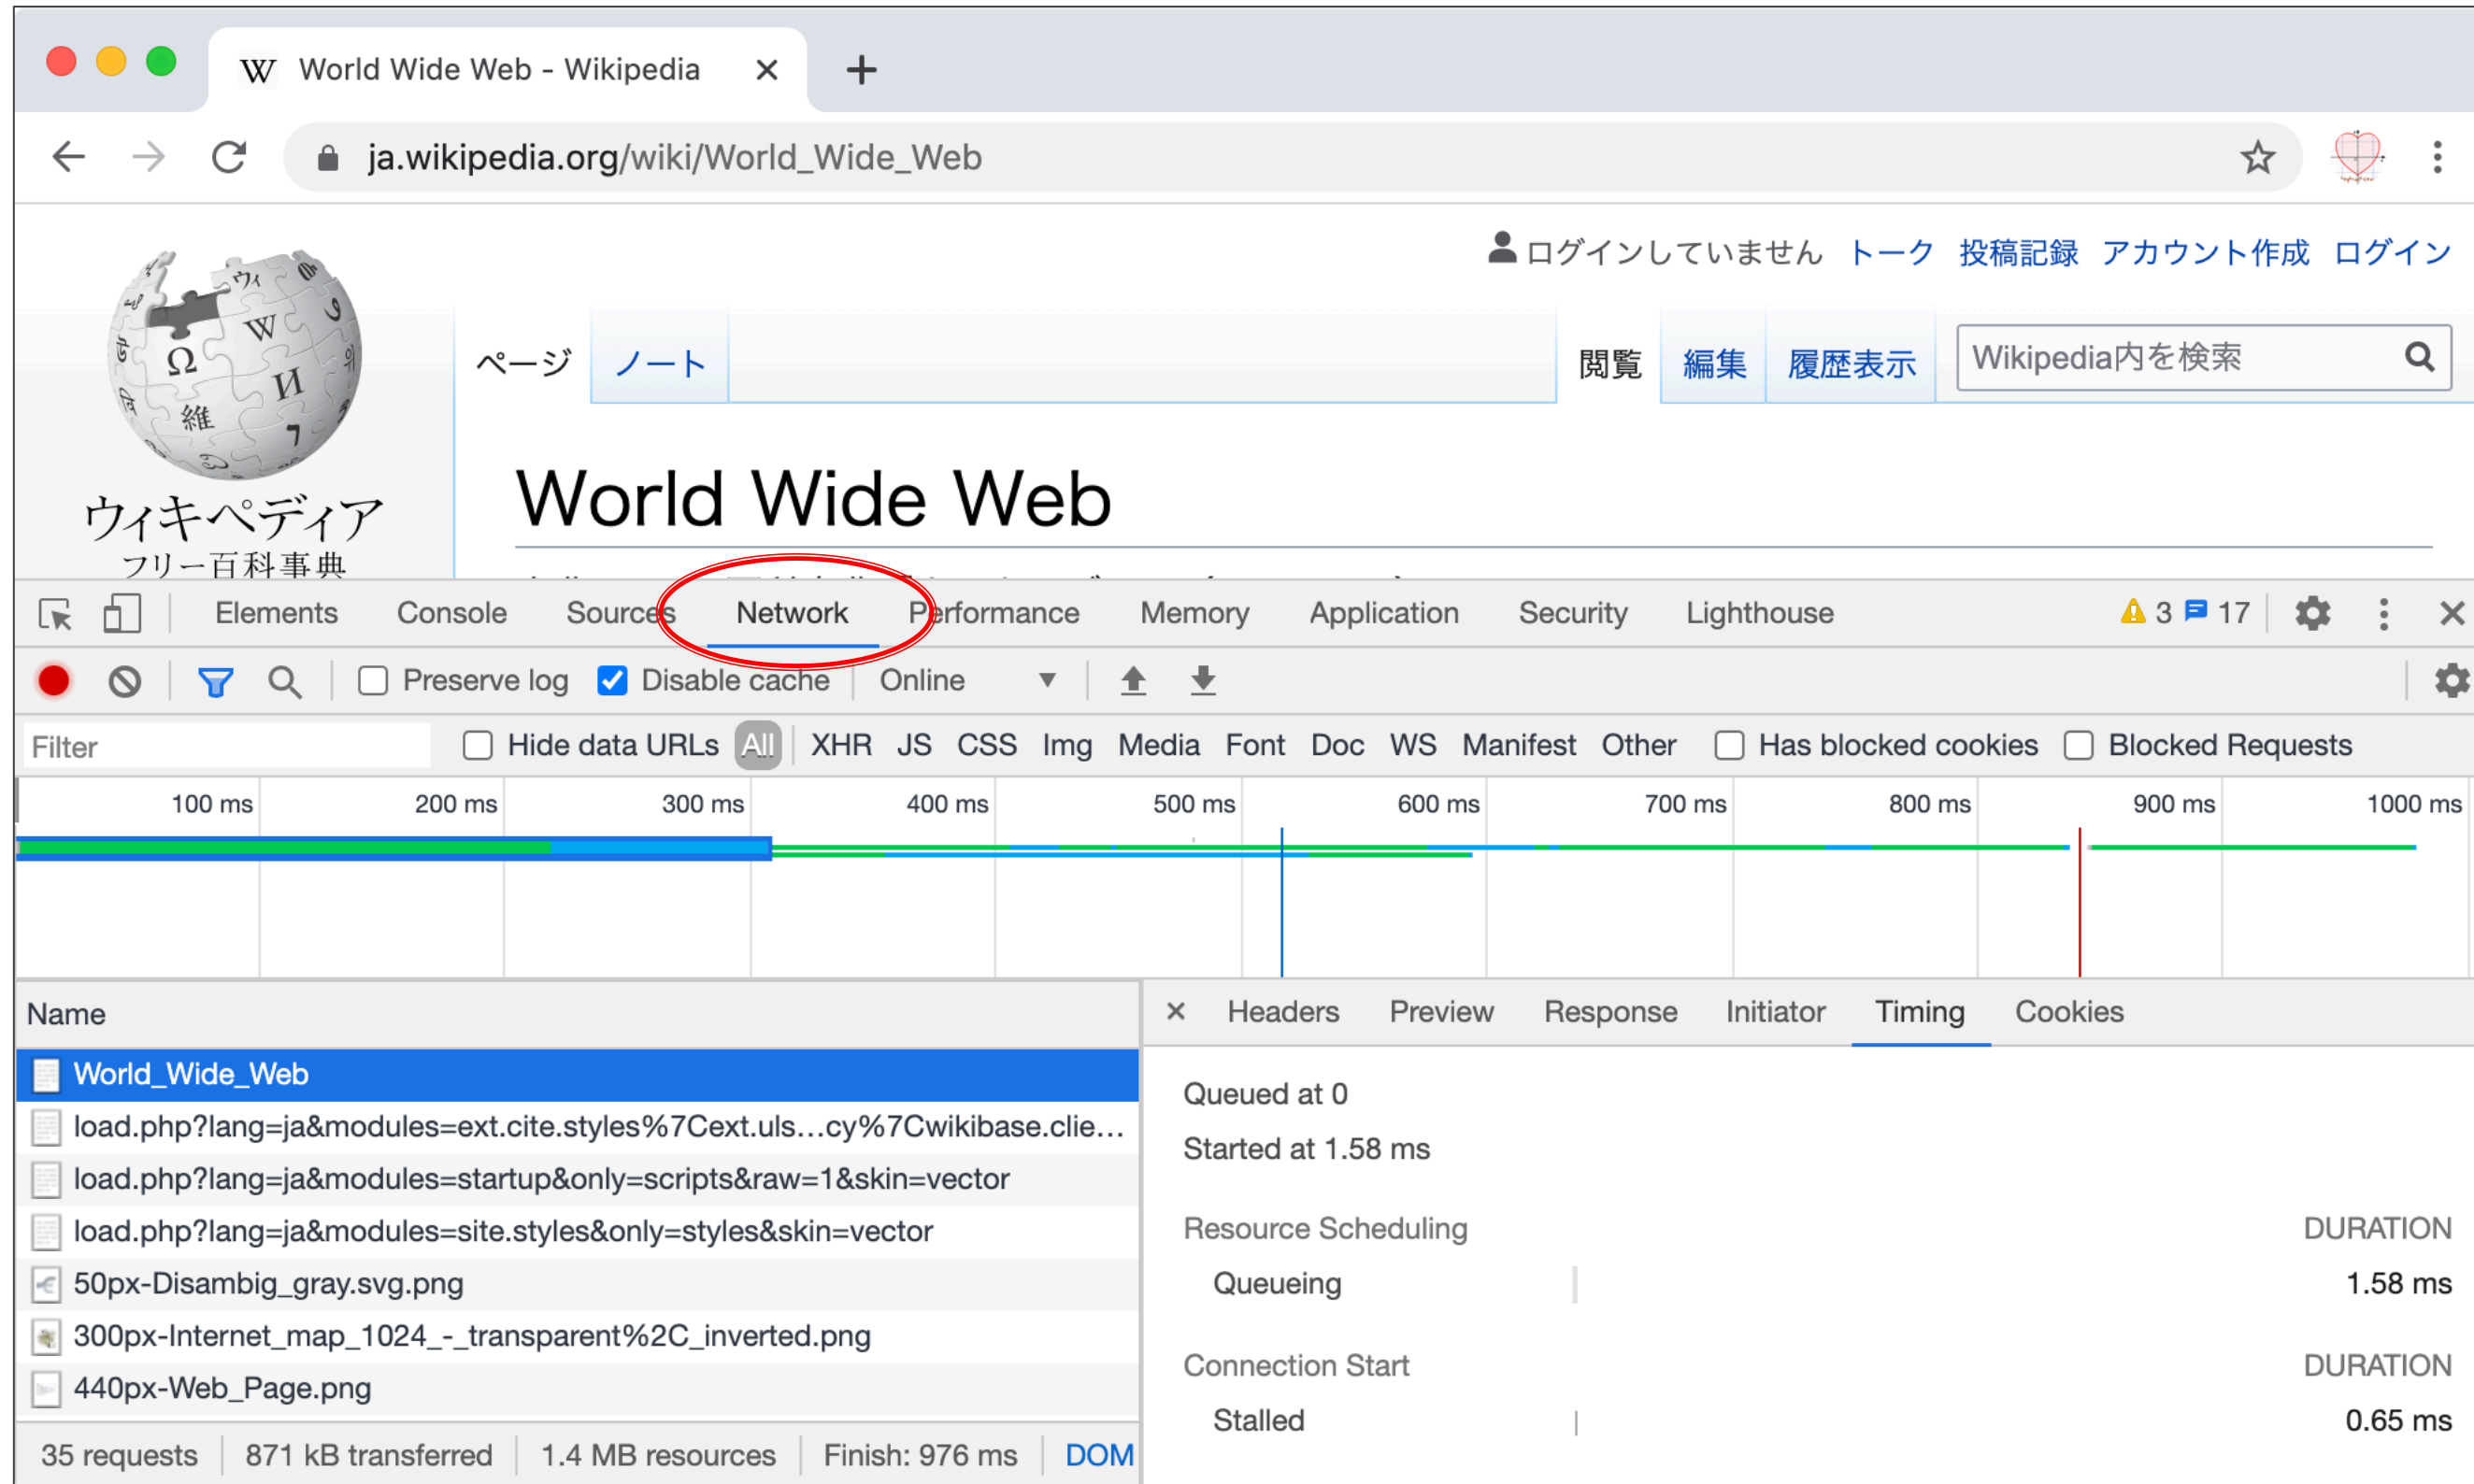 World Wide Web - Wikipedia
ja.wikipedia.org/wiki/World_Wide_Web
ログインしていません トーク 投稿記録 アカウント作成 ログイン
ページ ノート 閲覧 編集 履歴表示 Wikipedia内を検索
World Wide Web
ウィキペディア
フリー百科事典
Elements Console Sources Network Performance Memory Application Security Lighthouse 3 17
Preserve log Disable cache Online
Filter Hide data URLs All XHR JS CSS Img Media Font Doc WS Manifest Other Has blocked cookies Blocked Requests
100 ms 200 ms 300 ms 400 ms 500 ms 600 ms 700 ms 800 ms 900 ms 1000 ms
Name
World_Wide_Web
load.php?lang=ja&modules=ext.cite.styles%7Cext.uls…cy%7Cwikibase.clie…
load.php?lang=ja&modules=startup&only=scripts&raw=1&skin=vector
load.php?lang=ja&modules=site.styles&only=styles&skin=vector
50px-Disambig_gray.svg.png
300px-Internet_map_1024_-_transparent%2C_inverted.png
440px-Web_Page.png
35 requests 871 kB transferred 1.4 MB resources Finish: 976 ms DOM
Headers Preview Response Initiator Timing Cookies
Queued at 0
Started at 1.58 ms
Resource Scheduling DURATION
Queueing 1.58 ms
Connection Start DURATION
Stalled 0.65 ms